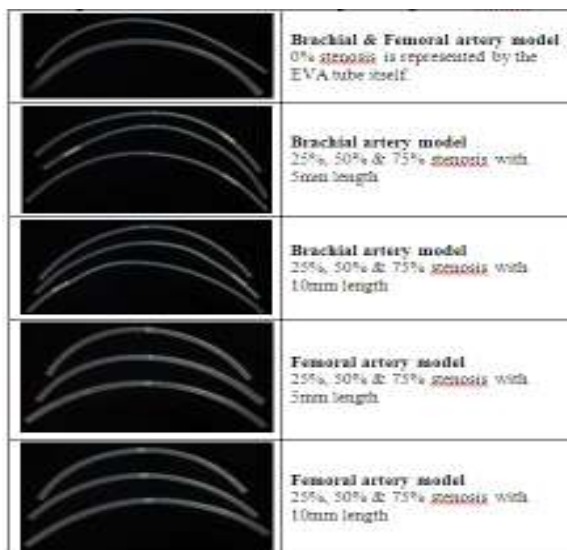 Brachial & Femoral artery model
0% stenosis is represented by the
EVA tube itself.
Brachial artery model
25%, 50% & 75% stenosis with
5mm length
Brachial artery model
25%, 50% & 75% stenosis with
10mm length
Femoral artery model
25%, 50% & 75% stenosis with
5mm length
Femoral artery model
25%, 50% & 75% stenosis with
10mm length